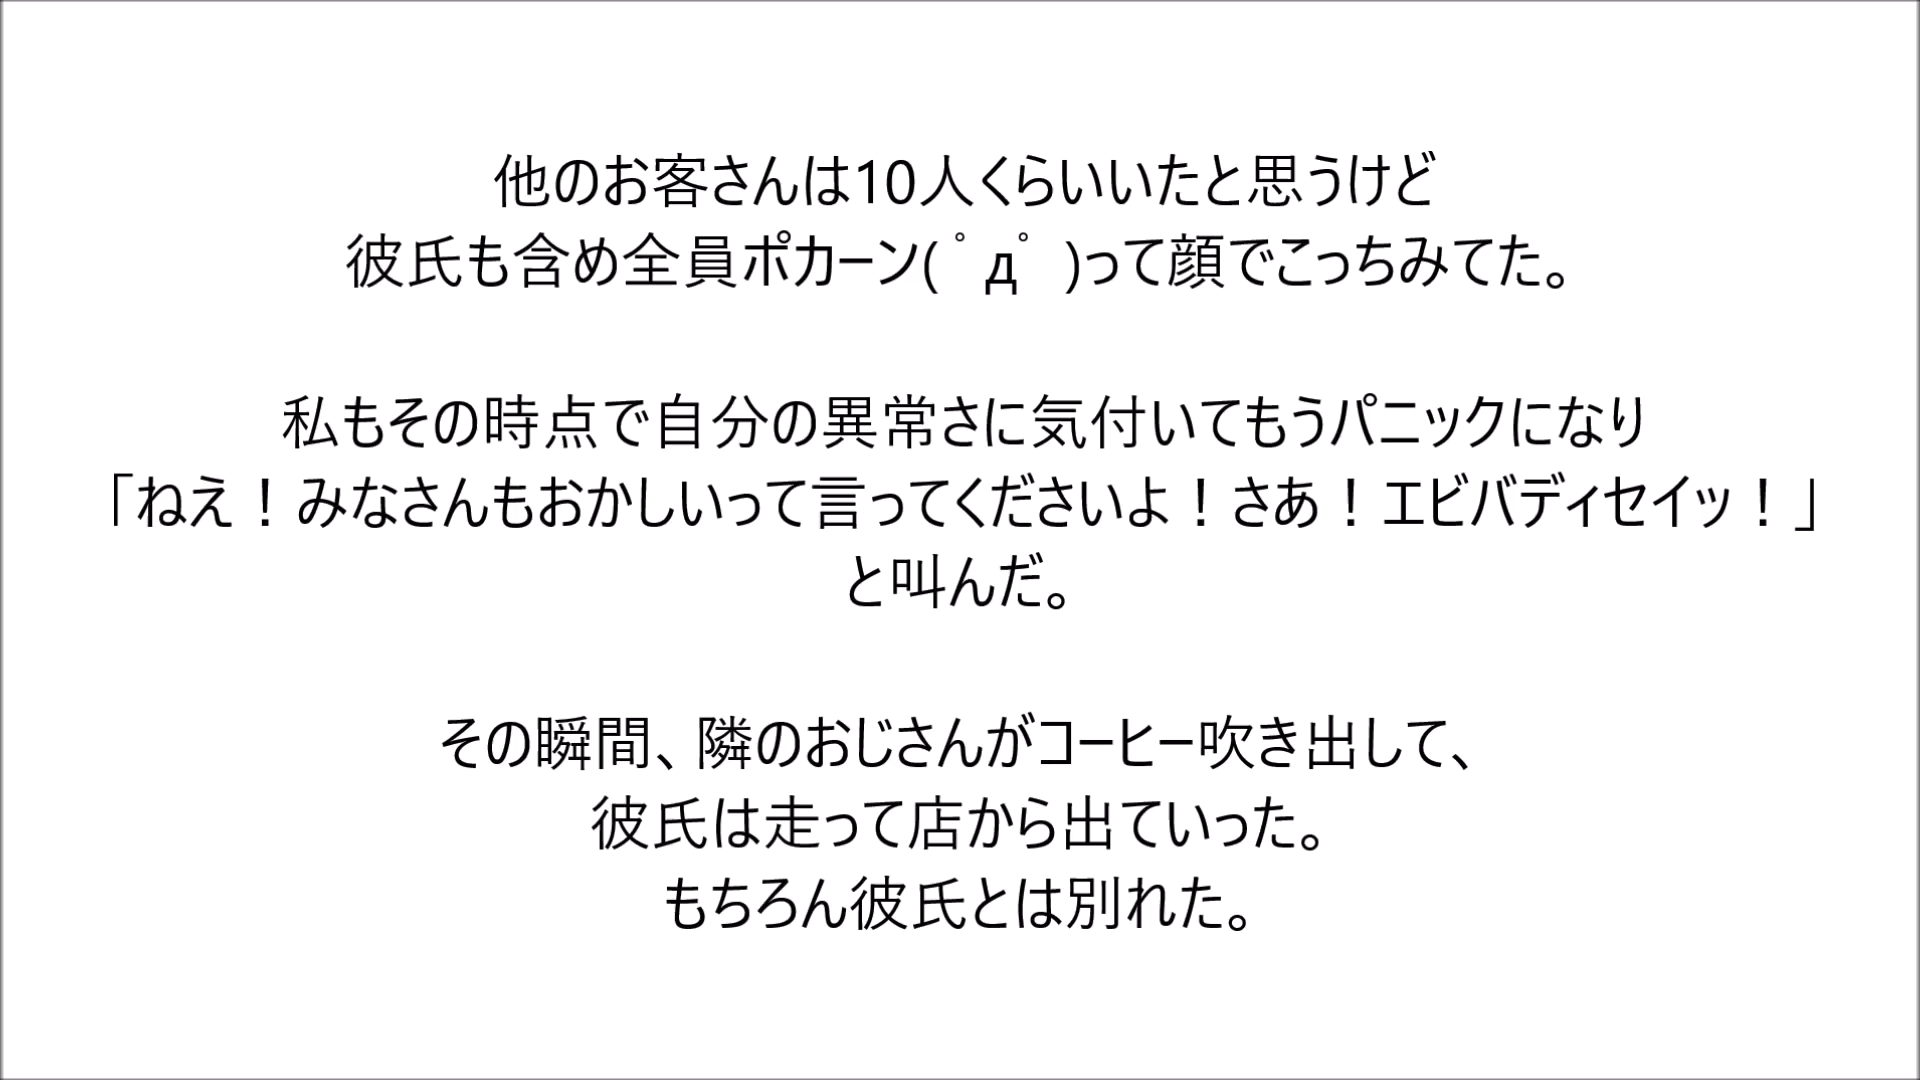 他のお客さんは10人くらいいたと思うけど
彼氏も含め全員ポカーン( ﾟдﾟ )って顔でこっちみてた。
私もその時点で自分の異常さに気付いてもうパニックになり
「ねえ！みなさんもおかしいって言ってくださいよ！さあ！エビバディセイッ！」
と叫んだ。
その瞬間、隣のおじさんがコーヒー吹き出して、
彼氏は走って店から出ていった。
もちろん彼氏とは別れた。